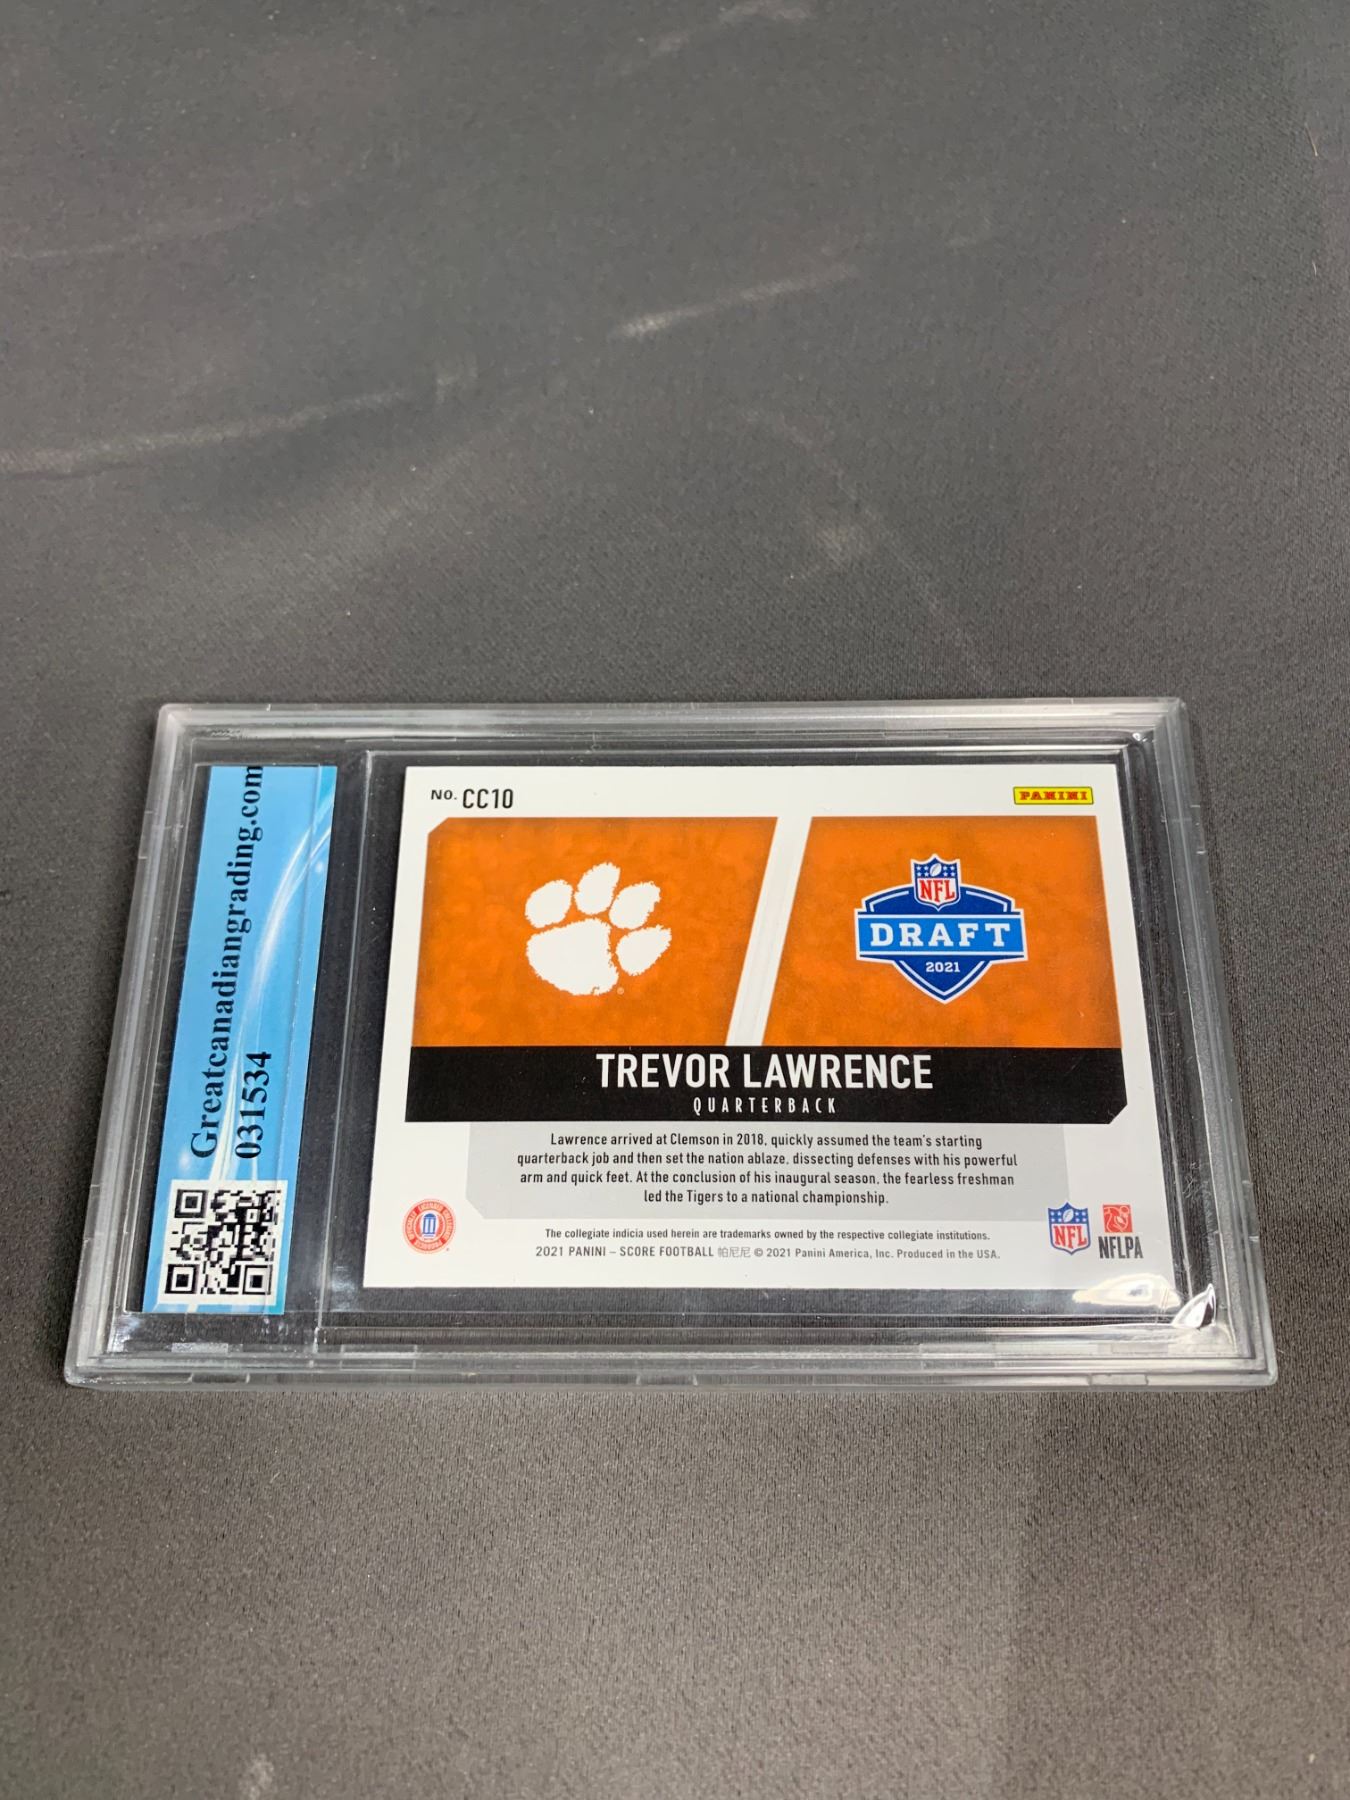 Greatcanadiangrading.com
031534
NO. CC10
PANINI
NFL
DRAFT
2021
TREVOR LAWRENCE
QUARTERBACK
Lawrence arrived at Clemson in 2018, quickly assumed the team's starting
quarterback job and then set the nation ablaze, dissecting defenses with his powerful
arm and quick feet. At the conclusion of his inaugural season, the fearless freshman
led the Tigers to a national championship.
The collegiate indicia used herein are trademarks owned by the respective collegiate institutions.
2021 PANINI – SCORE FOOTBALL 帕尼尼 © 2021 Panini America, Inc. Produced in the USA.
NFL
NFLPA